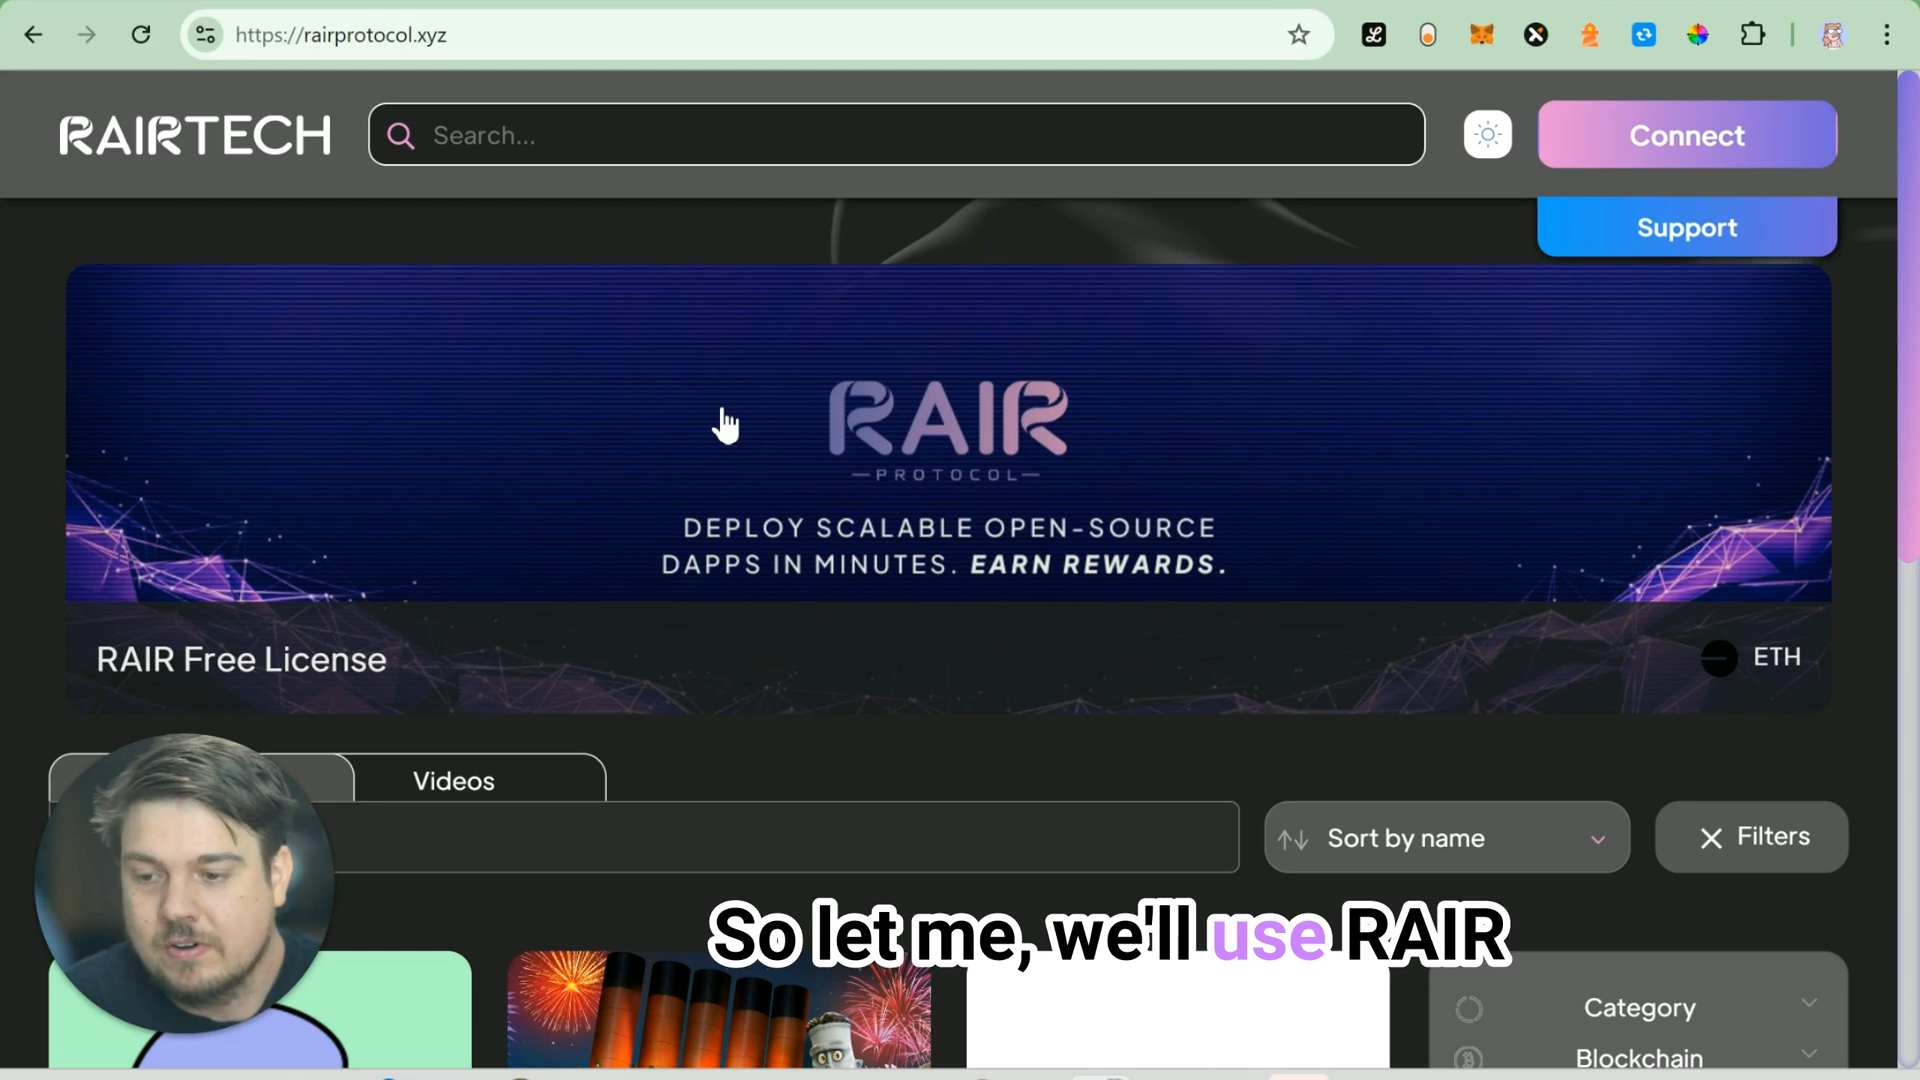 https://rairprotocol.xyz
RAIRTECH
Search...
Connect
Support
RAIR
PROTOCOL
DEPLOY SCALABLE OPEN-SOURCE
DAPPS IN MINUTES. EARN REWARDS.
RAIR Free License
ETH
Videos
Sort by name
Filters
So let me, we'll use RAIR
Category
Blockchain